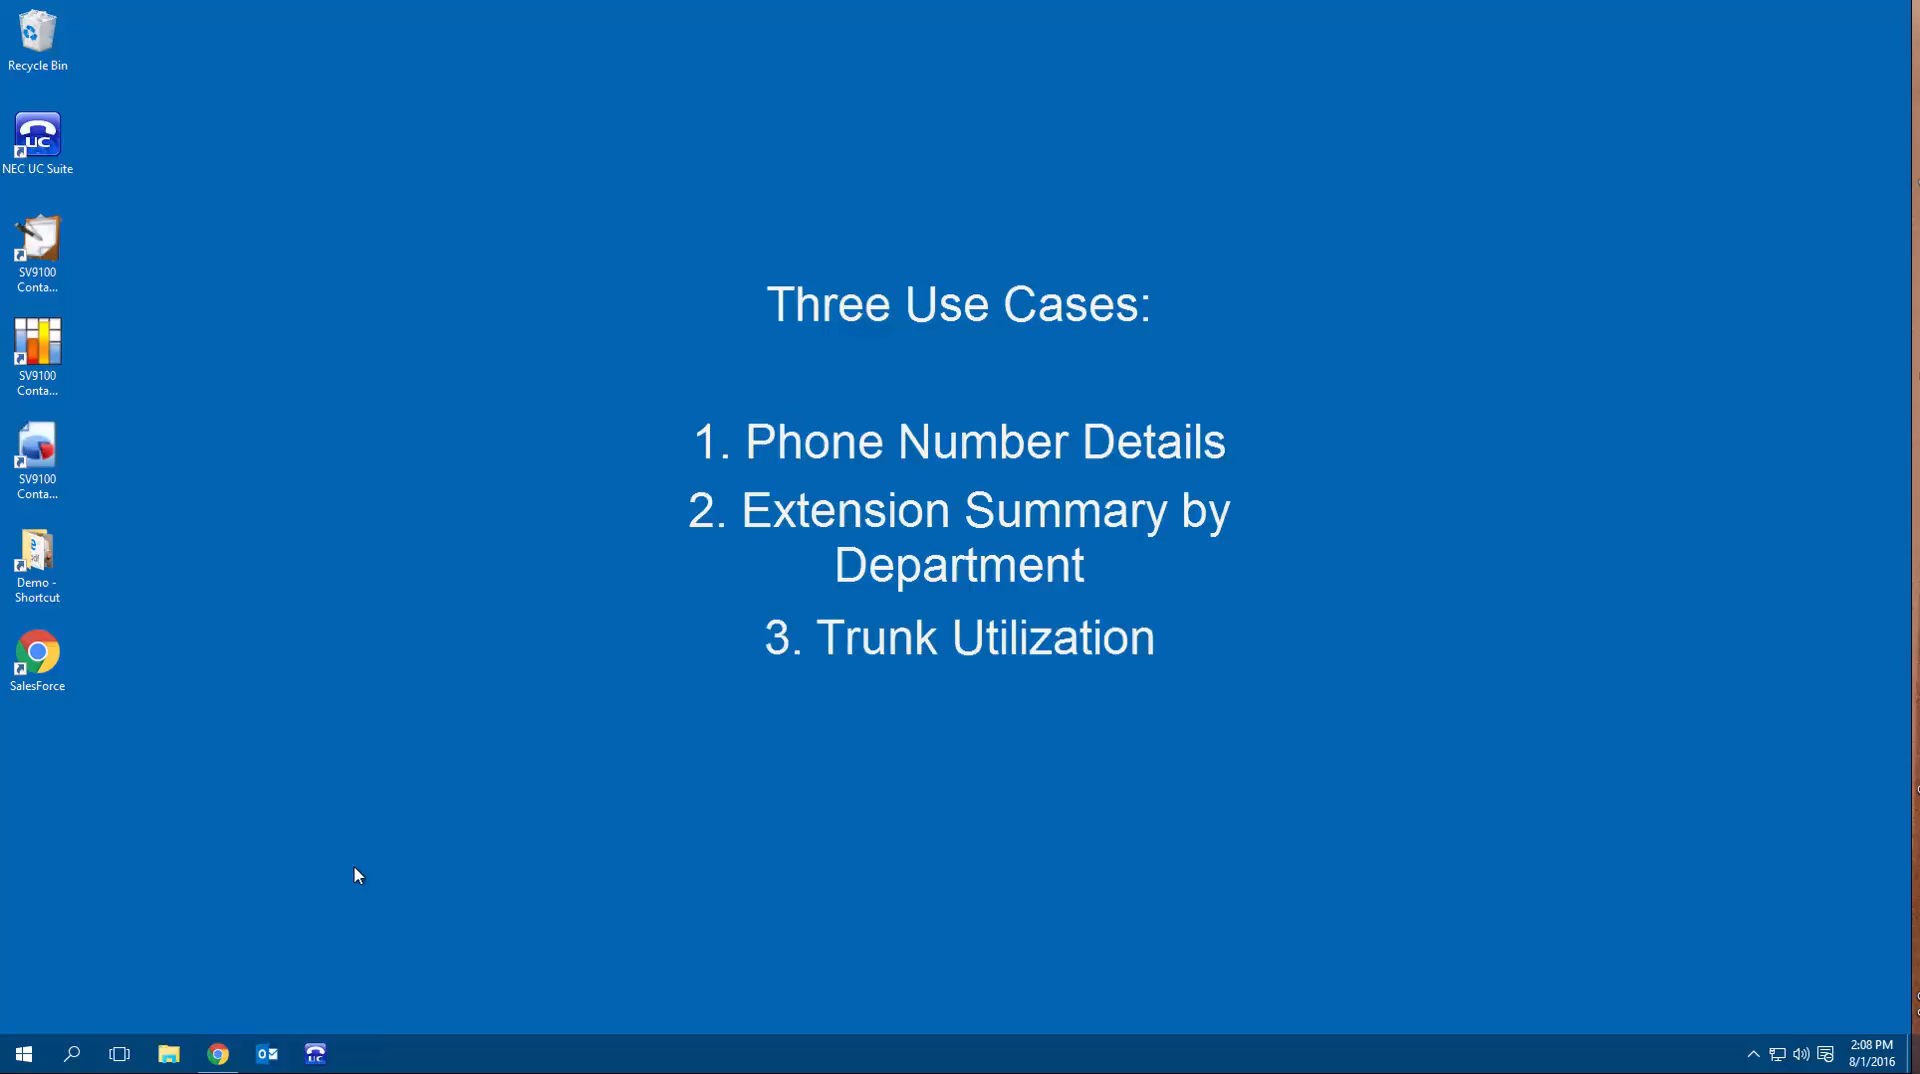 Recycle Bin
UC
NEC UC Suite
SV9100
Conta...
SV9100
Conta...
SV9100
Conta...
Demo -
Shortcut
SalesForce
Three Use Cases:
1. Phone Number Details
2. Extension Summary by
Department
3. Trunk Utilization
2:08 PM
8/1/2016